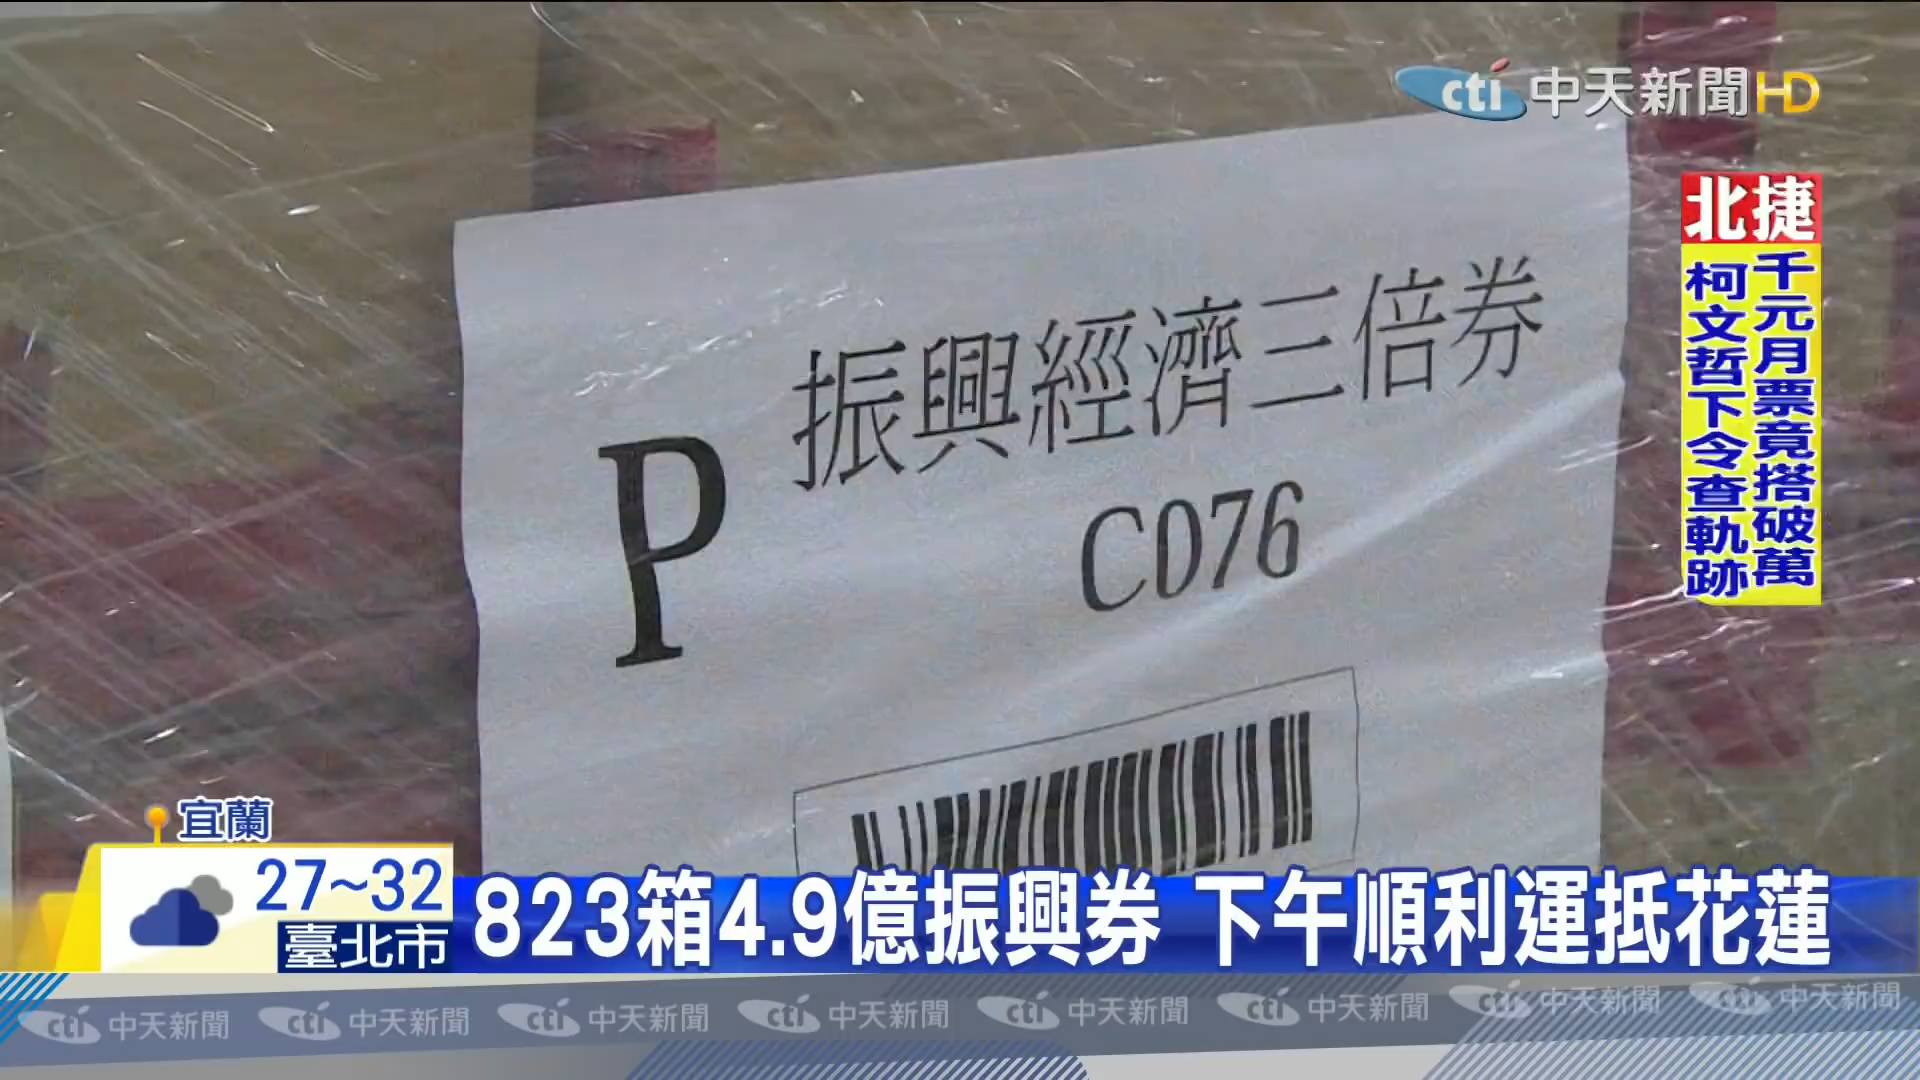 cti 中天新聞HD
北捷
千元月票竟搭破萬
柯文哲下令查軌跡
振興經濟三倍券
P
C076
宜蘭
27~32
臺北市
823箱4.9億振興券 下午順利運抵花蓮
cti 中天新聞 cti 中天新聞 cti 中天新聞 cti 中天新聞 cti 中天新聞 cti 中天新聞 cti 中天新聞 cti 中天新聞